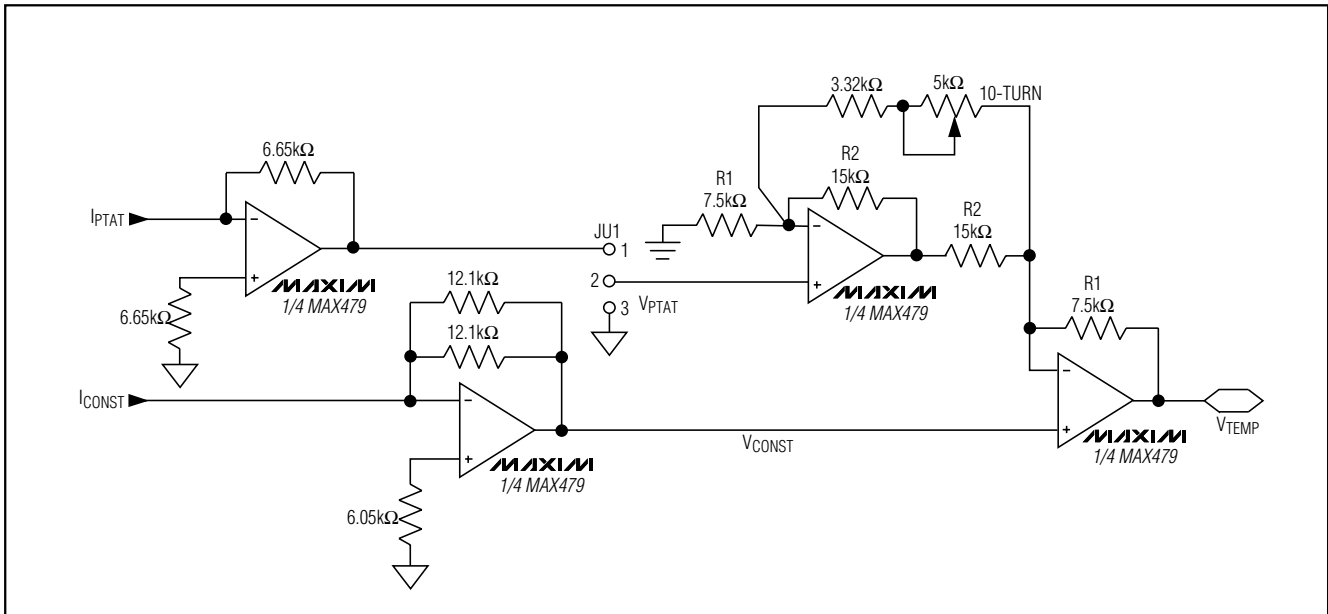 3.32kΩ
5kΩ
10-TURN
6.65kΩ
R2
15kΩ
R1
7.5kΩ
IPTAT
JU1
1
R2
15kΩ
−
+
MAXIM
1/4 MAX479
12.1kΩ
2
−
+
MAXIM
1/4 MAX479
R1
7.5kΩ
3
VPTAT
6.65kΩ
12.1kΩ
ICONST
−
+
MAXIM
1/4 MAX479
VCONST
−
+
MAXIM
1/4 MAX479
VTEMP
6.05kΩ